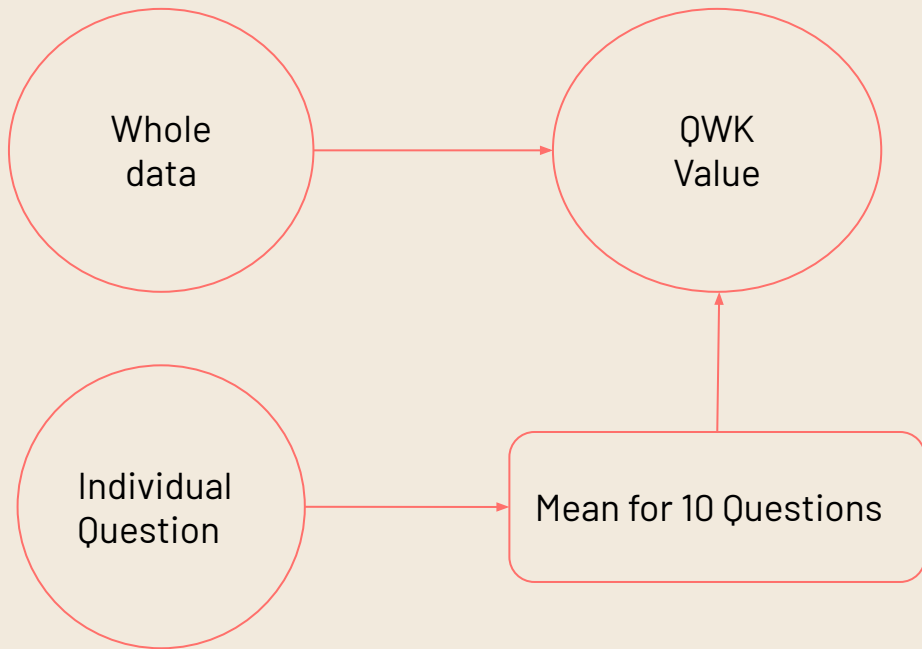 Whole
data
QWK
Value
Individual
Question
Mean for 10 Questions